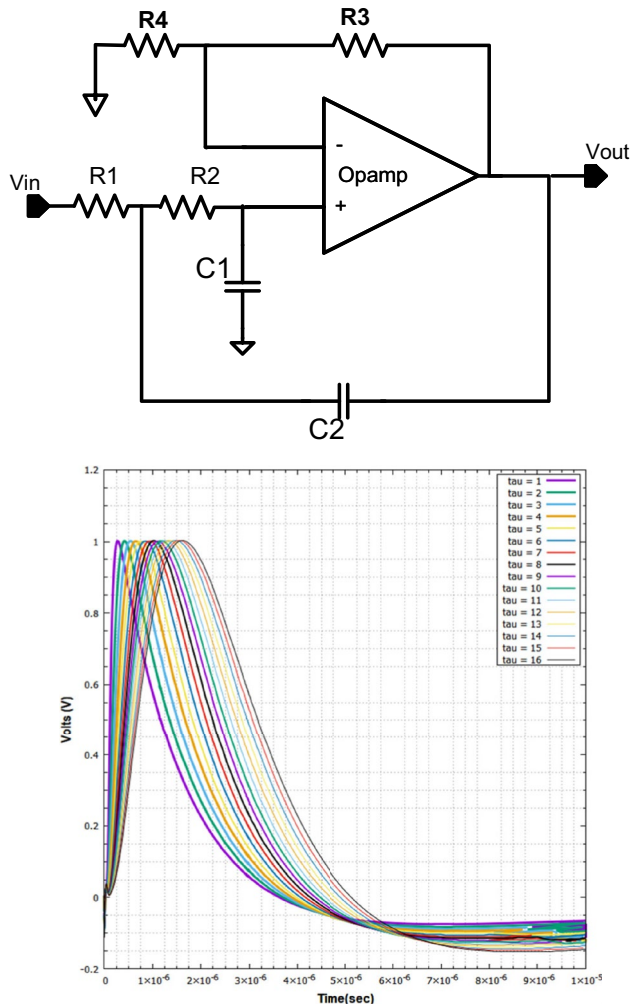 R4
R3
Vin
R1
R2
-
Opamp
+
Vout
C1
C2
1.2
1
0.8
0.6
0.4
0.2
0
-0.2
Volts (V)
tau = 1
tau = 2
tau = 3
tau = 4
tau = 5
tau = 6
tau = 7
tau = 8
tau = 9
tau = 10
tau = 11
tau = 12
tau = 13
tau = 14
tau = 15
tau = 16
0 1×10⁻⁶ 2×10⁻⁶ 3×10⁻⁶ 4×10⁻⁶ 5×10⁻⁶ 6×10⁻⁶ 7×10⁻⁶ 8×10⁻⁶ 9×10⁻⁶ 1×10⁻⁵
Time(sec)